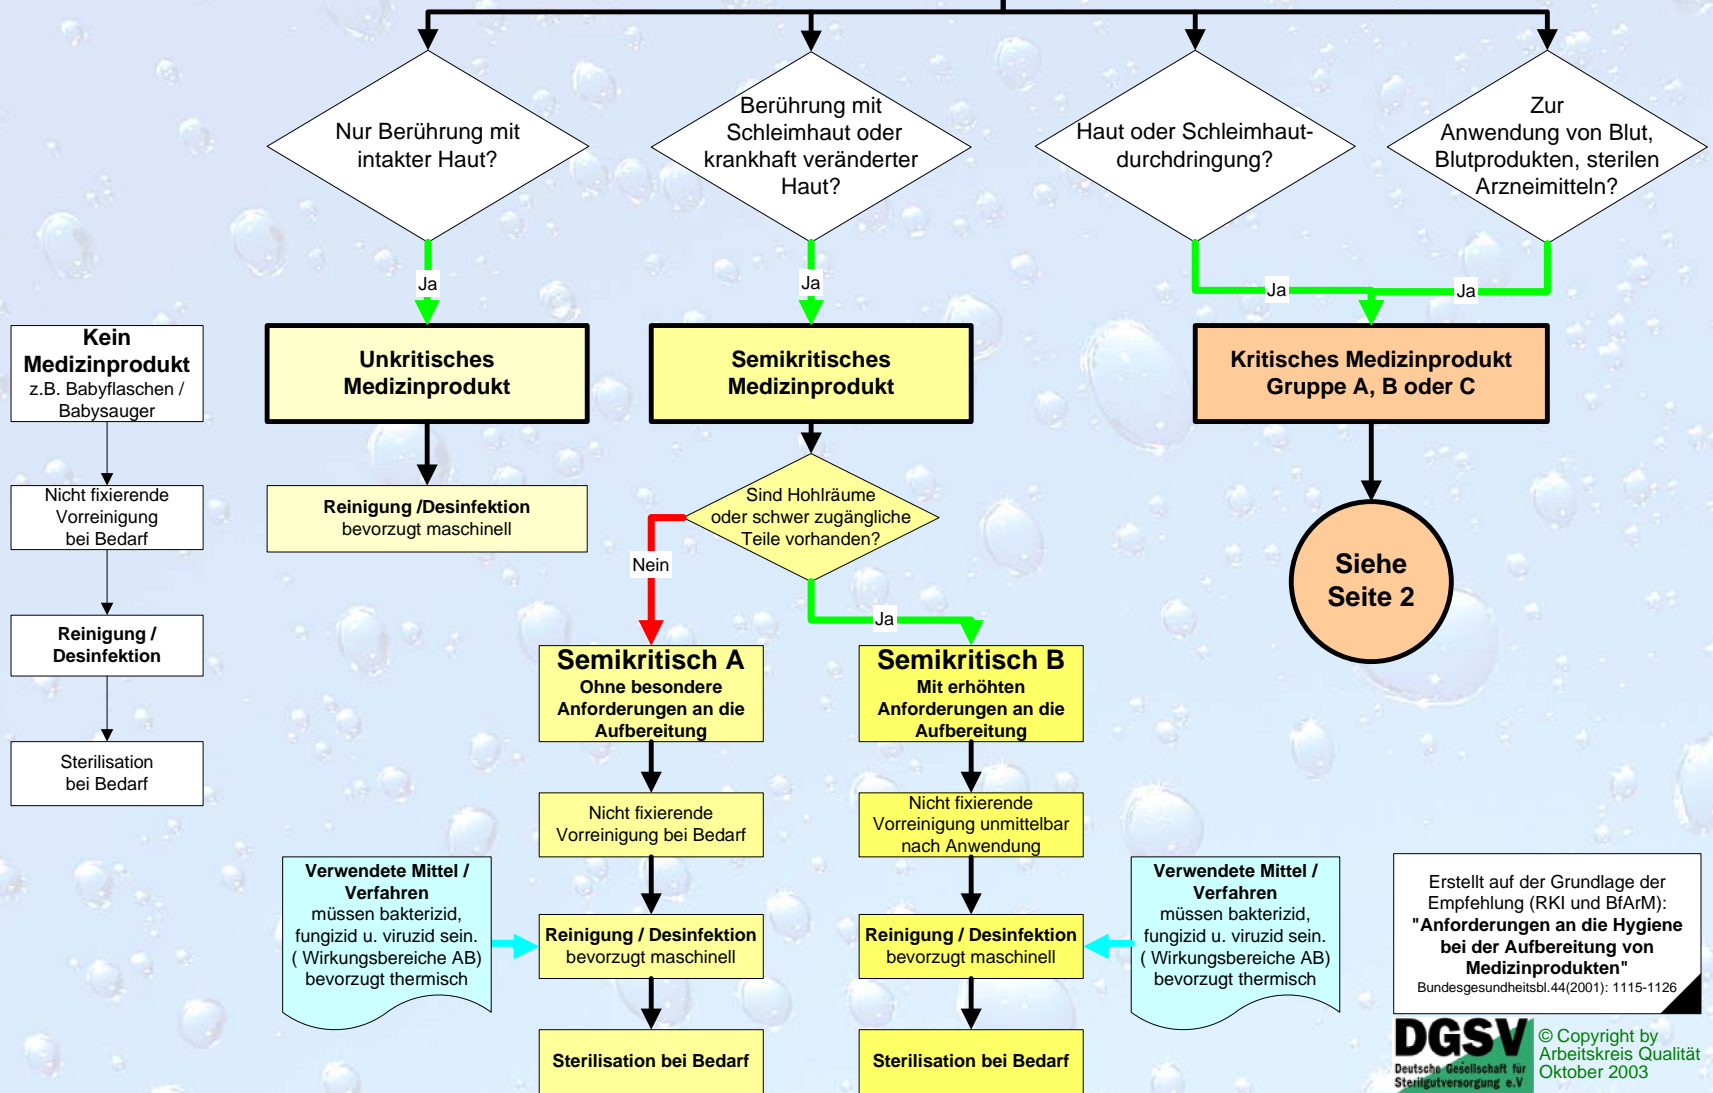 Nur Berührung mit
intakter Haut?
Berührung mit
Schleimhaut oder
krankhaft veränderter
Haut?
Haut oder Schleimhaut-
durchdringung?
Zur
Anwendung von Blut,
Blutprodukten, sterilen
Arzneimitteln?
Ja
Ja
Ja
Ja
Kein
Medizinprodukt
z.B. Babyflaschen /
Babysauger
Unkritisches
Medizinprodukt
Semikritisches
Medizinprodukt
Kritisches Medizinprodukt
Gruppe A, B oder C
Nicht fixierende
Vorreinigung
bei Bedarf
Reinigung /Desinfektion
bevorzugt maschinell
Sind Hohlräume
oder schwer zugängliche
Teile vorhanden?
Siehe
Seite 2
Nein
Ja
Reinigung /
Desinfektion
Semikritisch A
Ohne besondere
Anforderungen an die
Aufbereitung
Semikritisch B
Mit erhöhten
Anforderungen an die
Aufbereitung
Sterilisation
bei Bedarf
Nicht fixierende
Vorreinigung bei Bedarf
Nicht fixierende
Vorreinigung unmittelbar
nach Anwendung
Verwendete Mittel /
Verfahren
müssen bakterizid,
fungizid u. viruzid sein.
( Wirkungsbereiche AB)
bevorzugt thermisch
Reinigung / Desinfektion
bevorzugt maschinell
Reinigung / Desinfektion
bevorzugt maschinell
Verwendete Mittel /
Verfahren
müssen bakterizid,
fungizid u. viruzid sein.
( Wirkungsbereiche AB)
bevorzugt thermisch
Erstellt auf der Grundlage der
Empfehlung (RKI und BfArM):
"Anforderungen an die Hygiene
bei der Aufbereitung von
Medizinprodukten"
Bundesgesundheitsbl.44(2001): 1115-1126
Sterilisation bei Bedarf
Sterilisation bei Bedarf
DGSV
Deutsche Gesellschaft für
Sterilgutversorgung e.V
© Copyright by
Arbeitskreis Qualität
Oktober 2003